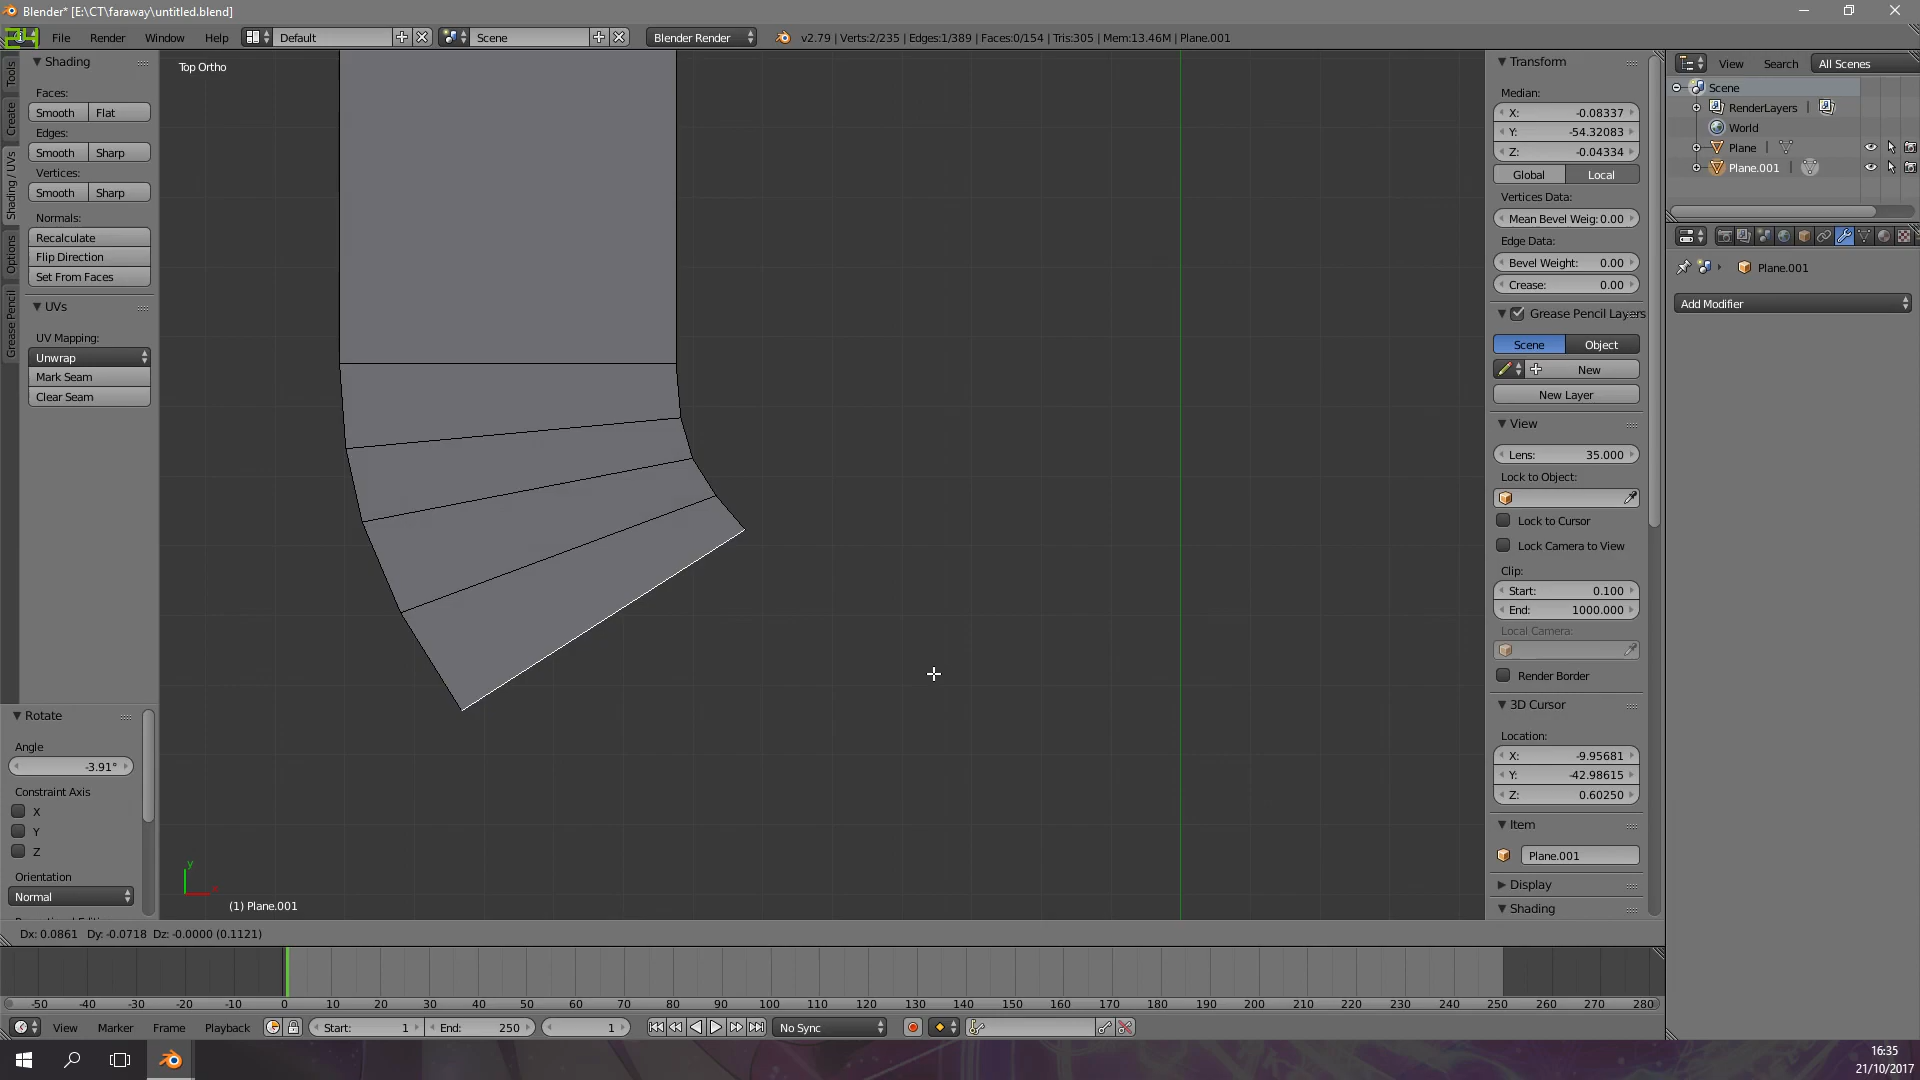 Blender* [E:\CT\faraway\untitled.blend]
24
File Render Window Help Default Scene Blender Render v2.79 | Verts:2/235 | Edges:1/389 | Faces:0/154 | Tris:305 | Mem:13.46M | Plane.001
Tools
Create
Shading / UVs
Options
Grease Pencil
Shading
Faces:
Smooth Flat
Edges:
Smooth Sharp
Vertices:
Smooth Sharp
Normals:
Recalculate
Flip Direction
Set From Faces
UVs
UV Mapping:
Unwrap
Mark Seam
Clear Seam
Rotate
Angle
-3.91°
Constraint Axis
X
Y
Z
Orientation
Normal
Top Ortho
y
(1) Plane.001
Transform
Median:
X: -0.08337
Y: -54.32083
Z: -0.04334
Global Local
Vertices Data:
Mean Bevel Weig: 0.00
Edge Data:
Bevel Weight: 0.00
Crease: 0.00
Grease Pencil Layers
Scene Object
New
New Layer
View
Lens: 35.000
Lock to Object:
Lock to Cursor
Lock Camera to View
Clip:
Start: 0.100
End: 1000.000
Local Camera:
Render Border
3D Cursor
Location:
X: -9.95681
Y: -42.98615
Z: 0.60250
Item
Plane.001
Display
Shading
View Search All Scenes
Scene
RenderLayers
World
Plane
Plane.001
Plane.001
Add Modifier
Dx: 0.0861 Dy: -0.0718 Dz: -0.0000 (0.1121)
-50 -40 -30 -20 -10 0 10 20 30 40 50 60 70 80 90 100 110 120 130 140 150 160 170 180 190 200 210 220 230 240 250 260 270 280
View Marker Frame Playback Start: 1 End: 250 1 No Sync
16:35
21/10/2017